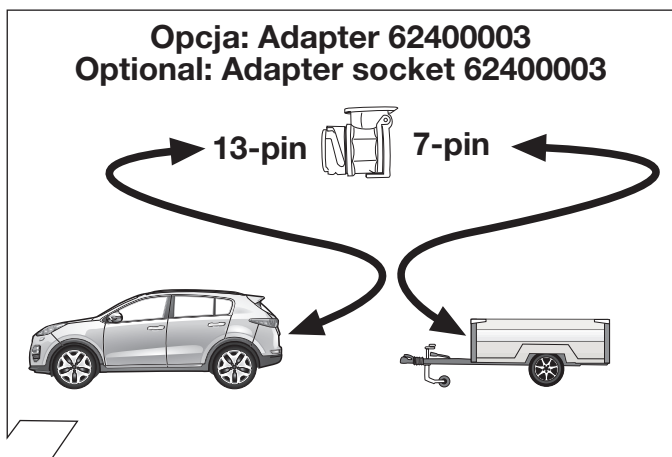 Opcja: Adapter 62400003
Optional: Adapter socket 62400003
13-pin 7-pin